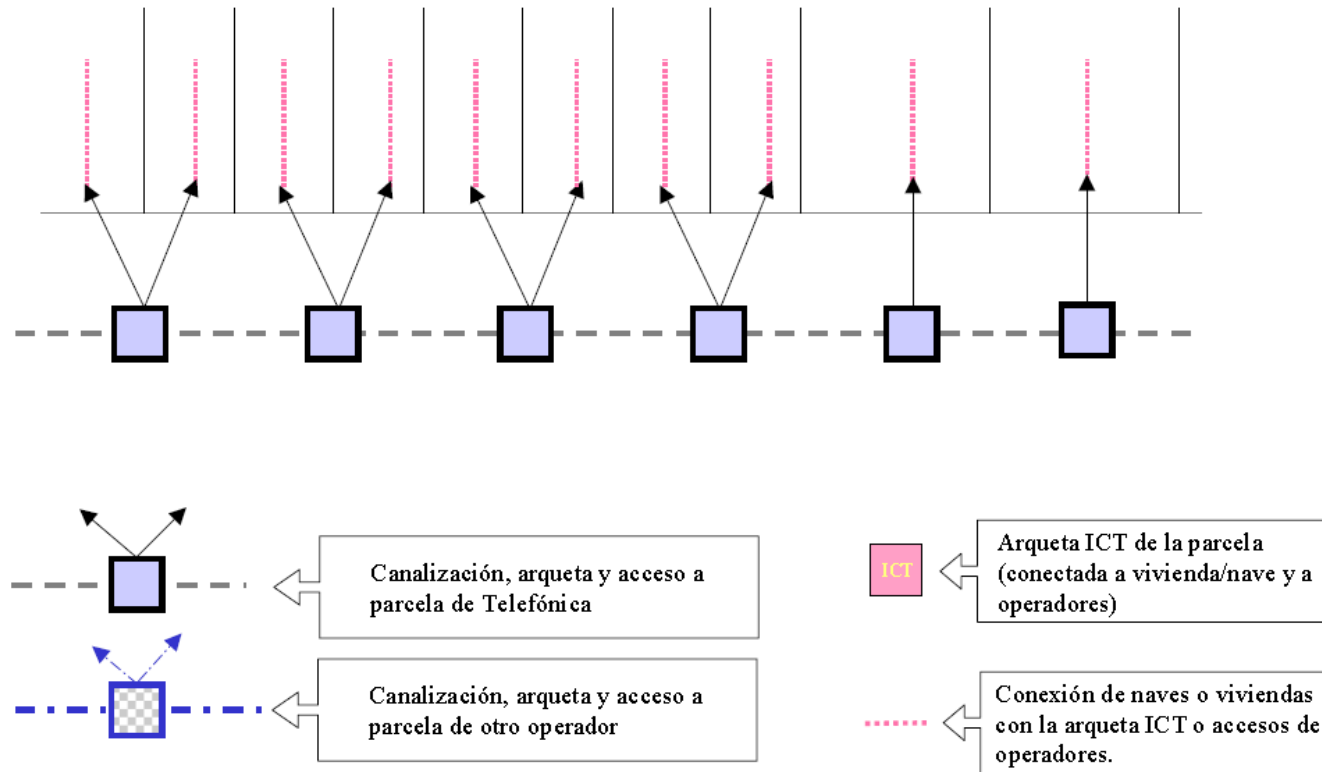 Canalización, arqueta y acceso a
parcela de Telefónica
Canalización, arqueta y acceso a
parcela de otro operador
ICT
Arqueta ICT de la parcela
(conectada a vivienda/nave y a
operadores)
Conexión de naves o viviendas
con la arqueta ICT o accesos de
operadores.